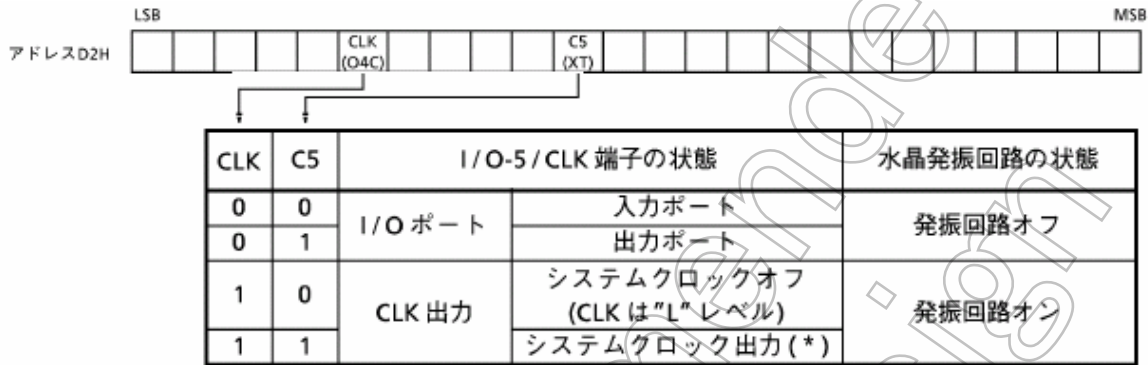 LSB MSB
アドレスD2H CLK (O4C) C5 (XT)
CLK C5 I/O-5/CLK 端子の状態 水晶発振回路の状態
0 0 I/Oポート 入力ポート 発振回路オフ
0 1 出力ポート
1 0 CLK 出力 システムクロックオフ (CLK は"L" レベル) 発振回路オン
1 1 システムクロック出力(*)